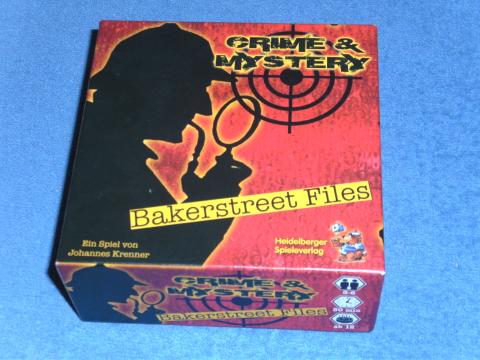 CRIME &
MYSTERY
Bakerstreet Files
Ein Spiel von
Johannes Krenner
Heidelberger
Spieleverlag
CRIME &
MYSTERY
Bakerstreet Files
ab 12